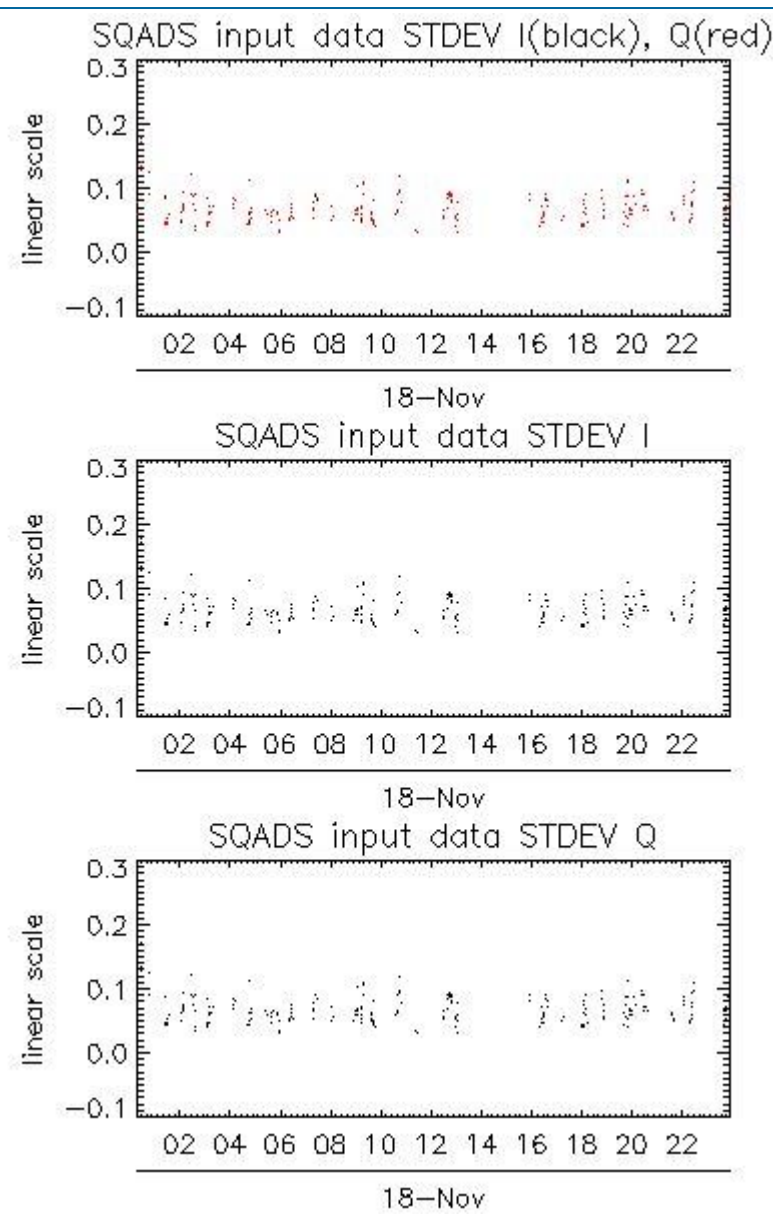 SQADS input data STDEV I(black), Q(red)
0.3
0.2
0.1
0.0
−0.1
linear scale
02 04 06 08 10 12 14 16 18 20 22
18−Nov
SQADS input data STDEV I
0.3
0.2
0.1
0.0
−0.1
linear scale
02 04 06 08 10 12 14 16 18 20 22
18−Nov
SQADS input data STDEV Q
0.3
0.2
0.1
0.0
−0.1
linear scale
02 04 06 08 10 12 14 16 18 20 22
18−Nov